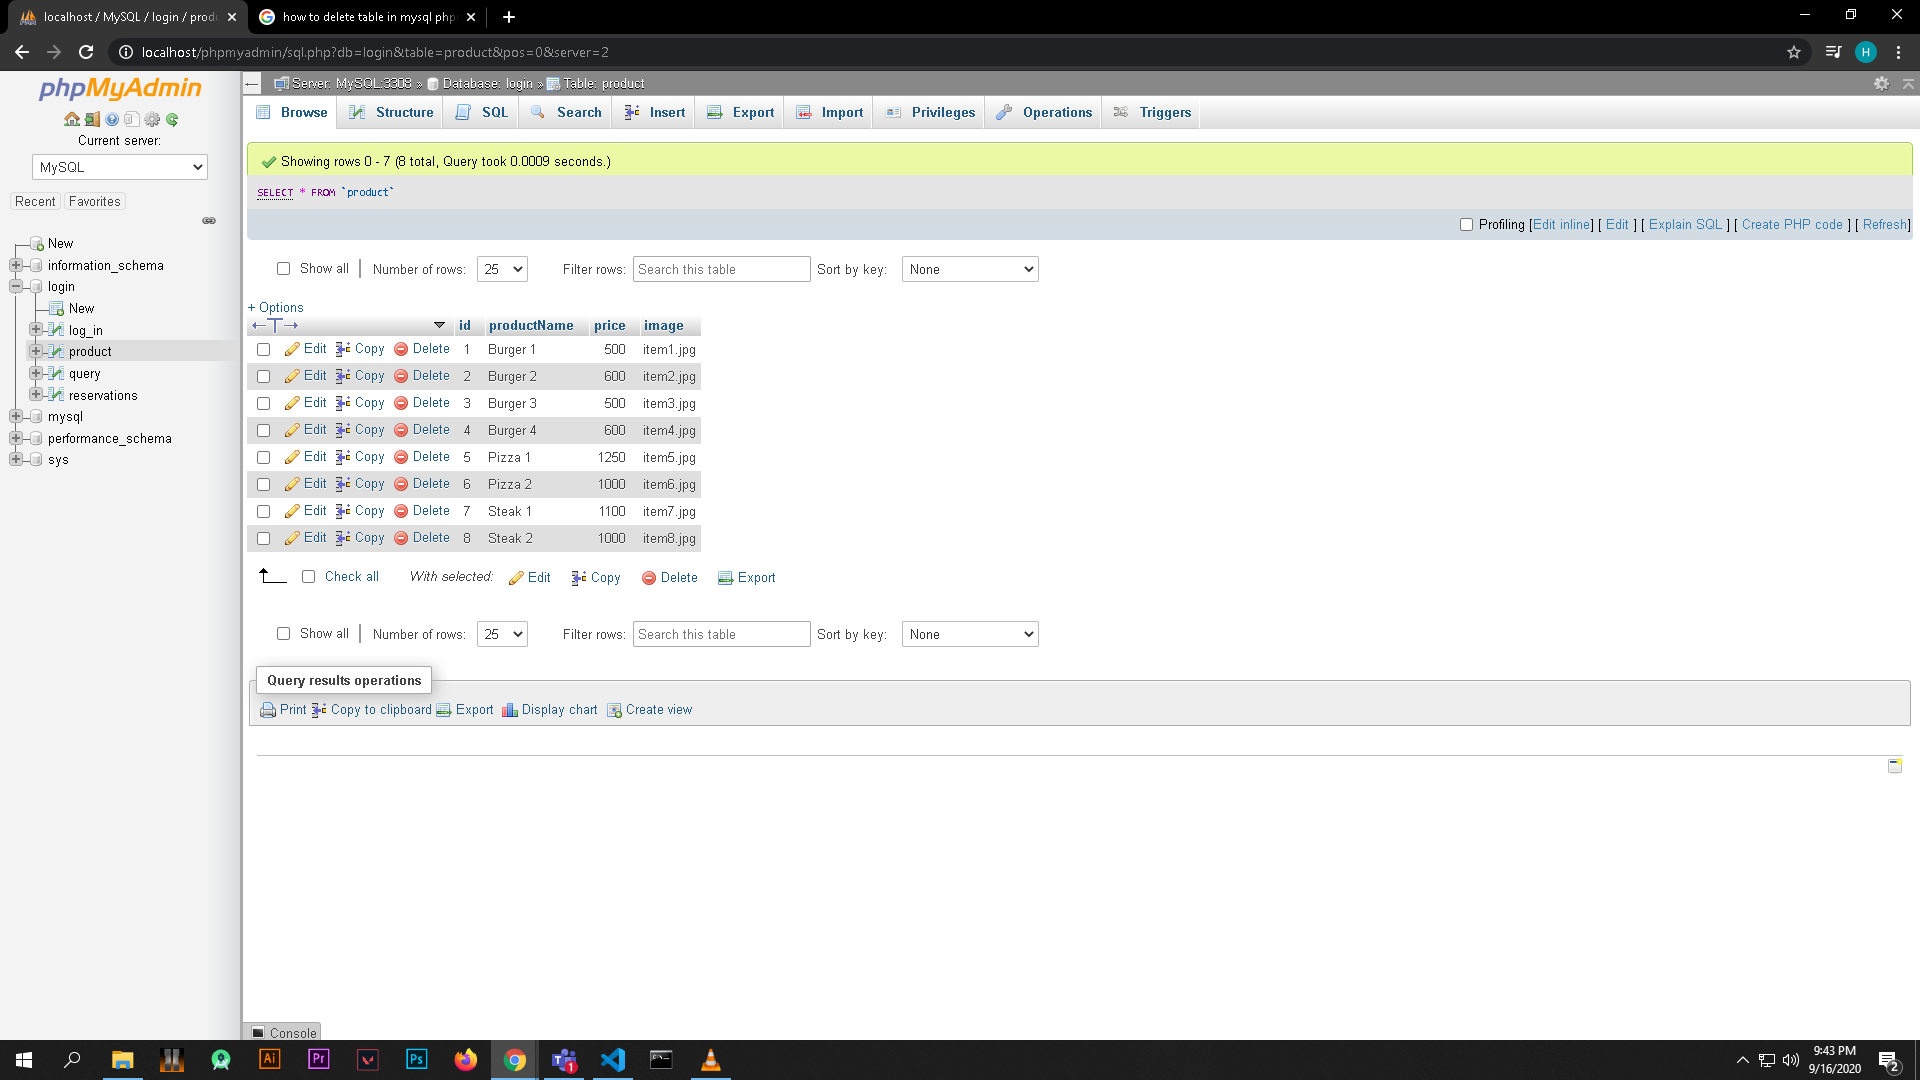 localhost / MySQL / login / produ
how to delete table in mysql php
localhost/phpmyadmin/sql.php?db=login&table=product&pos=0&server=2
H
phpMyAdmin
Current server:
MySQL
Recent Favorites
New
information_schema
login
New
log_in
product
query
reservations
mysql
performance_schema
sys
Server: MySQL:3308 » Database: login » Table: product
Browse Structure SQL Search Insert Export Import Privileges Operations Triggers
Showing rows 0 - 7 (8 total, Query took 0.0009 seconds.)
SELECT * FROM `product`
Profiling [Edit inline] [ Edit ] [ Explain SQL ] [ Create PHP code ] [ Refresh]
Show all Number of rows: 25 Filter rows: Search this table Sort by key: None
+ Options
←T→ id productName price image
Edit Copy Delete 1 Burger 1 500 item1.jpg
Edit Copy Delete 2 Burger 2 600 item2.jpg
Edit Copy Delete 3 Burger 3 500 item3.jpg
Edit Copy Delete 4 Burger 4 600 item4.jpg
Edit Copy Delete 5 Pizza 1 1250 item5.jpg
Edit Copy Delete 6 Pizza 2 1000 item6.jpg
Edit Copy Delete 7 Steak 1 1100 item7.jpg
Edit Copy Delete 8 Steak 2 1000 item8.jpg
Check all With selected: Edit Copy Delete Export
Show all Number of rows: 25 Filter rows: Search this table Sort by key: None
Query results operations
Print Copy to clipboard Export Display chart Create view
Console
Ai Pr Ps 1
9:43 PM
9/16/2020
2